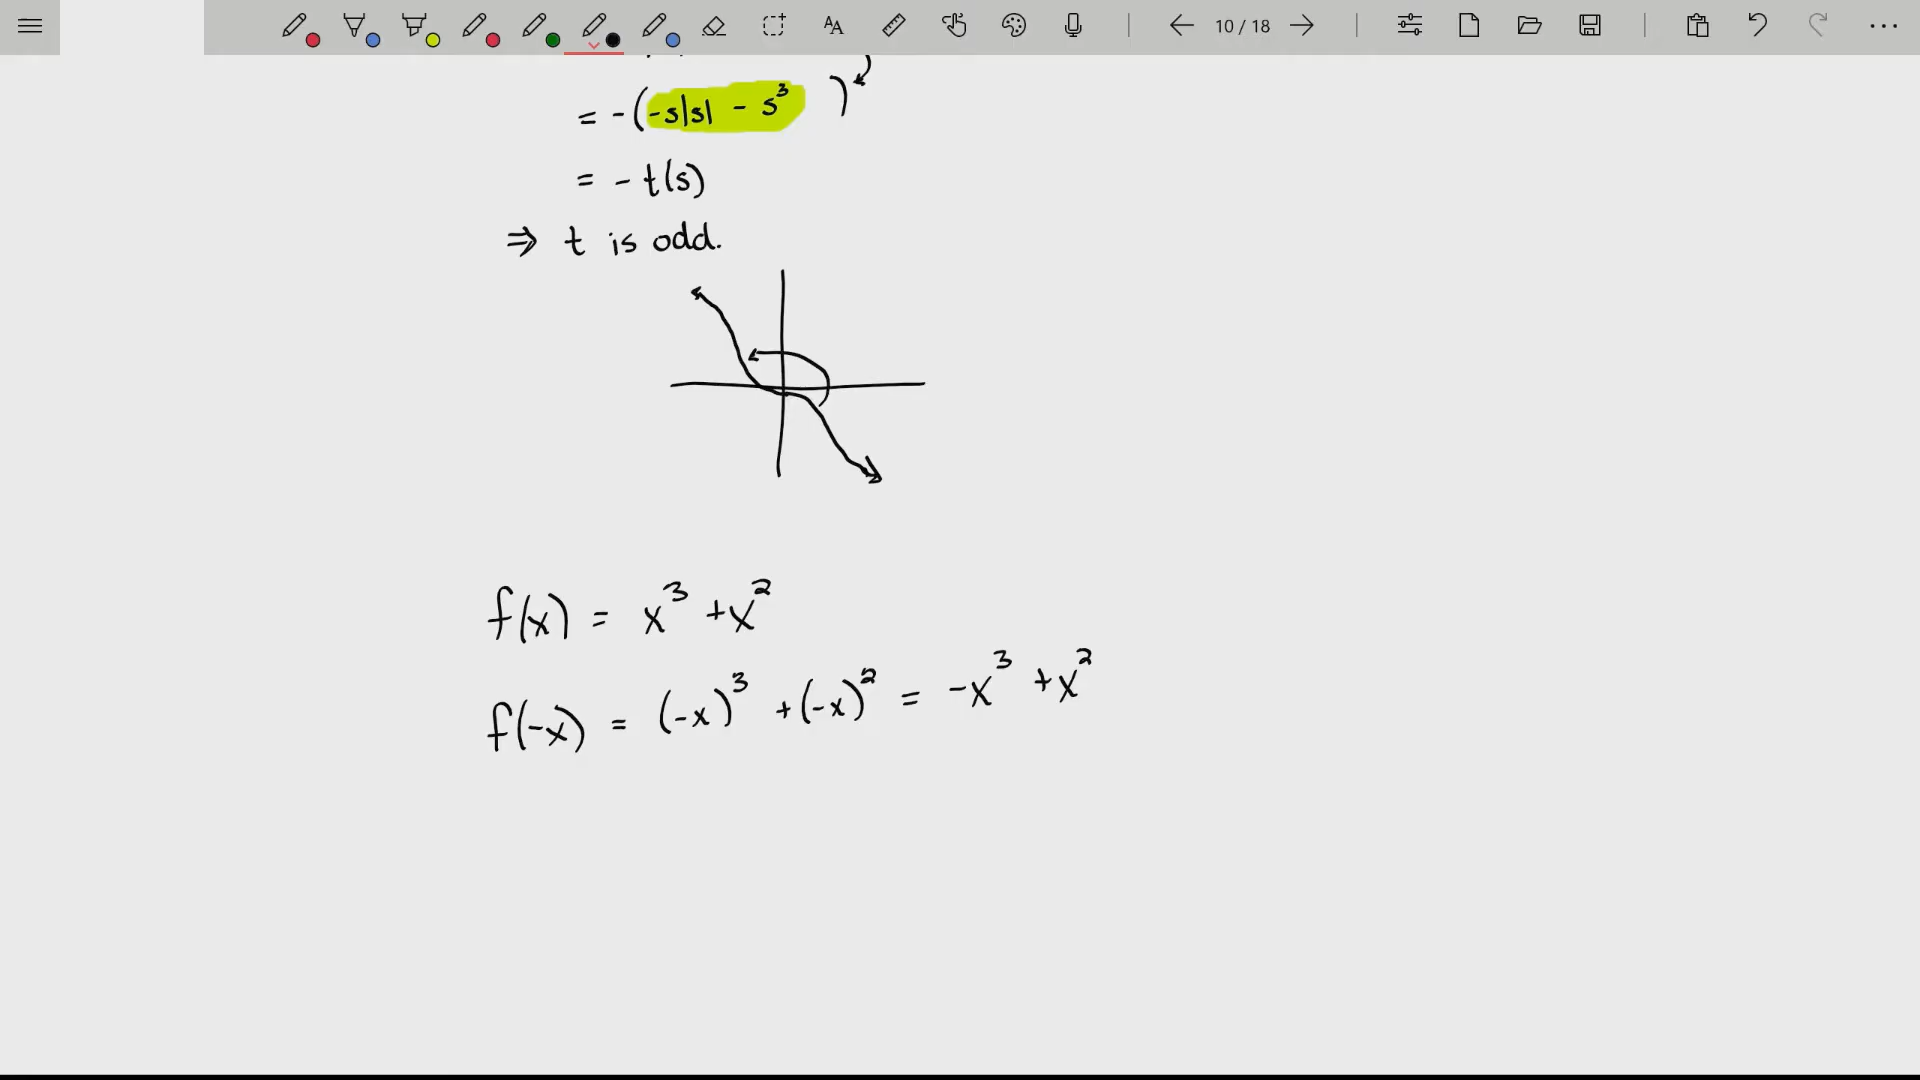 10 / 18
= -(-s|s| - s³ )
= - t(s)
⇒ t is odd.
f(x) = x³ + x²
f(-x) = (-x)³ + (-x)² = -x³ + x²